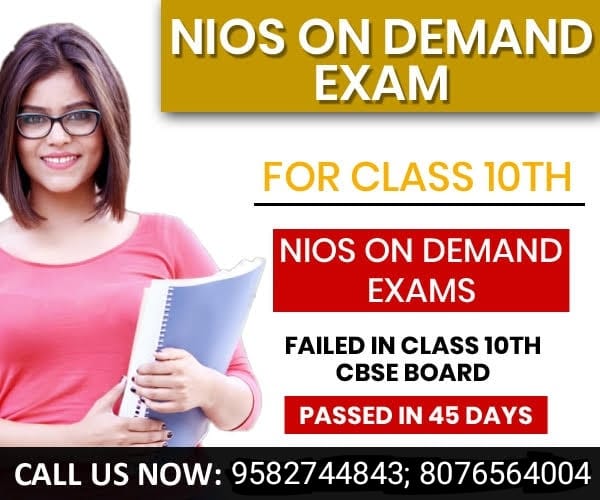 NIOS ON DEMAND
EXAM
FOR CLASS 10TH
NIOS ON DEMAND
EXAMS
FAILED IN CLASS 10TH
CBSE BOARD
PASSED IN 45 DAYS
CALL US NOW: 9582744843; 8076564004